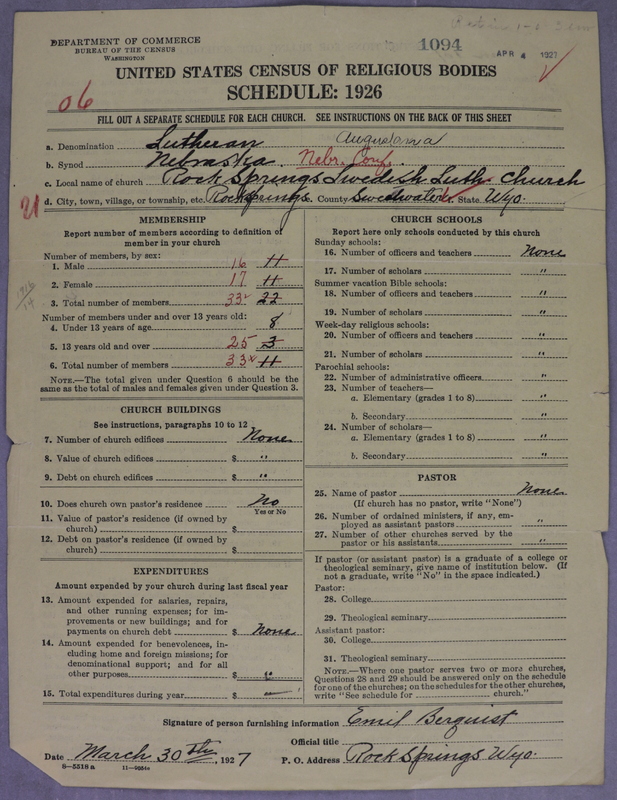 DEPARTMENT OF COMMERCE
BUREAU OF THE CENSUS
WASHINGTON
1094
APR 4 1927
UNITED STATES CENSUS OF RELIGIOUS BODIES
SCHEDULE: 1926
06
FILL OUT A SEPARATE SCHEDULE FOR EACH CHURCH. SEE INSTRUCTIONS ON THE BACK OF THIS SHEET
a. Denomination Lutheran Augustana
b. Synod Nebraska. Nebr. Conf.
c. Local name of church Rock Springs Swedish Luth. Church
d. City, town, village, or township, etc. Rock Springs. County Sweetwater. State Wyo.
MEMBERSHIP
Report number of members according to definition of member in your church
Number of members, by sex:
1. Male 16 11
2. Female 17 11
3. Total number of members 33 22
Number of members under and over 13 years old:
4. Under 13 years of age 8
5. 13 years old and over 25 3
6. Total number of members 33 11
NOTE.—The total given under Question 6 should be the same as the total of males and females given under Question 3.
CHURCH BUILDINGS
See instructions, paragraphs 10 to 12
7. Number of church edifices None
8. Value of church edifices $ "
9. Debt on church edifices $ "
10. Does church own pastor's residence No
Yes or No
11. Value of pastor's residence (if owned by church) $
12. Debt on pastor's residence (if owned by church) $
EXPENDITURES
Amount expended by your church during last fiscal year
13. Amount expended for salaries, repairs, and other running expenses; for improvements or new buildings; and for payments on church debt $ None
14. Amount expended for benevolences, including home and foreign missions; for denominational support; and for all other purposes $ "
15. Total expenditures during year $ —
CHURCH SCHOOLS
Report here only schools conducted by this church
Sunday schools:
16. Number of officers and teachers None
17. Number of scholars "
Summer vacation Bible schools:
18. Number of officers and teachers "
19. Number of scholars "
Week-day religious schools:
20. Number of officers and teachers "
21. Number of scholars "
Parochial schools:
22. Number of administrative officers "
23. Number of teachers—
a. Elementary (grades 1 to 8) "
b. Secondary "
24. Number of scholars—
a. Elementary (grades 1 to 8) "
b. Secondary "
PASTOR
25. Name of pastor None
(If church has no pastor, write "None")
26. Number of ordained ministers, if any, employed as assistant pastors "
27. Number of other churches served by the pastor or his assistants "
If pastor (or assistant pastor) is a graduate of a college or theological seminary, give name of institution below. (If not a graduate, write "No" in the space indicated.)
Pastor:
28. College
29. Theological seminary
Assistant pastor:
30. College
31. Theological seminary
NOTE.—Where one pastor serves two or more churches, Questions 28 and 29 should be answered only on the schedule for one of the churches; on the schedules for the other churches, write "See schedule for church."
Signature of person furnishing information Emil Berquist
Official title
Date March 30th, 1927 P. O. Address Rock Springs Wyo.
8—5518 a